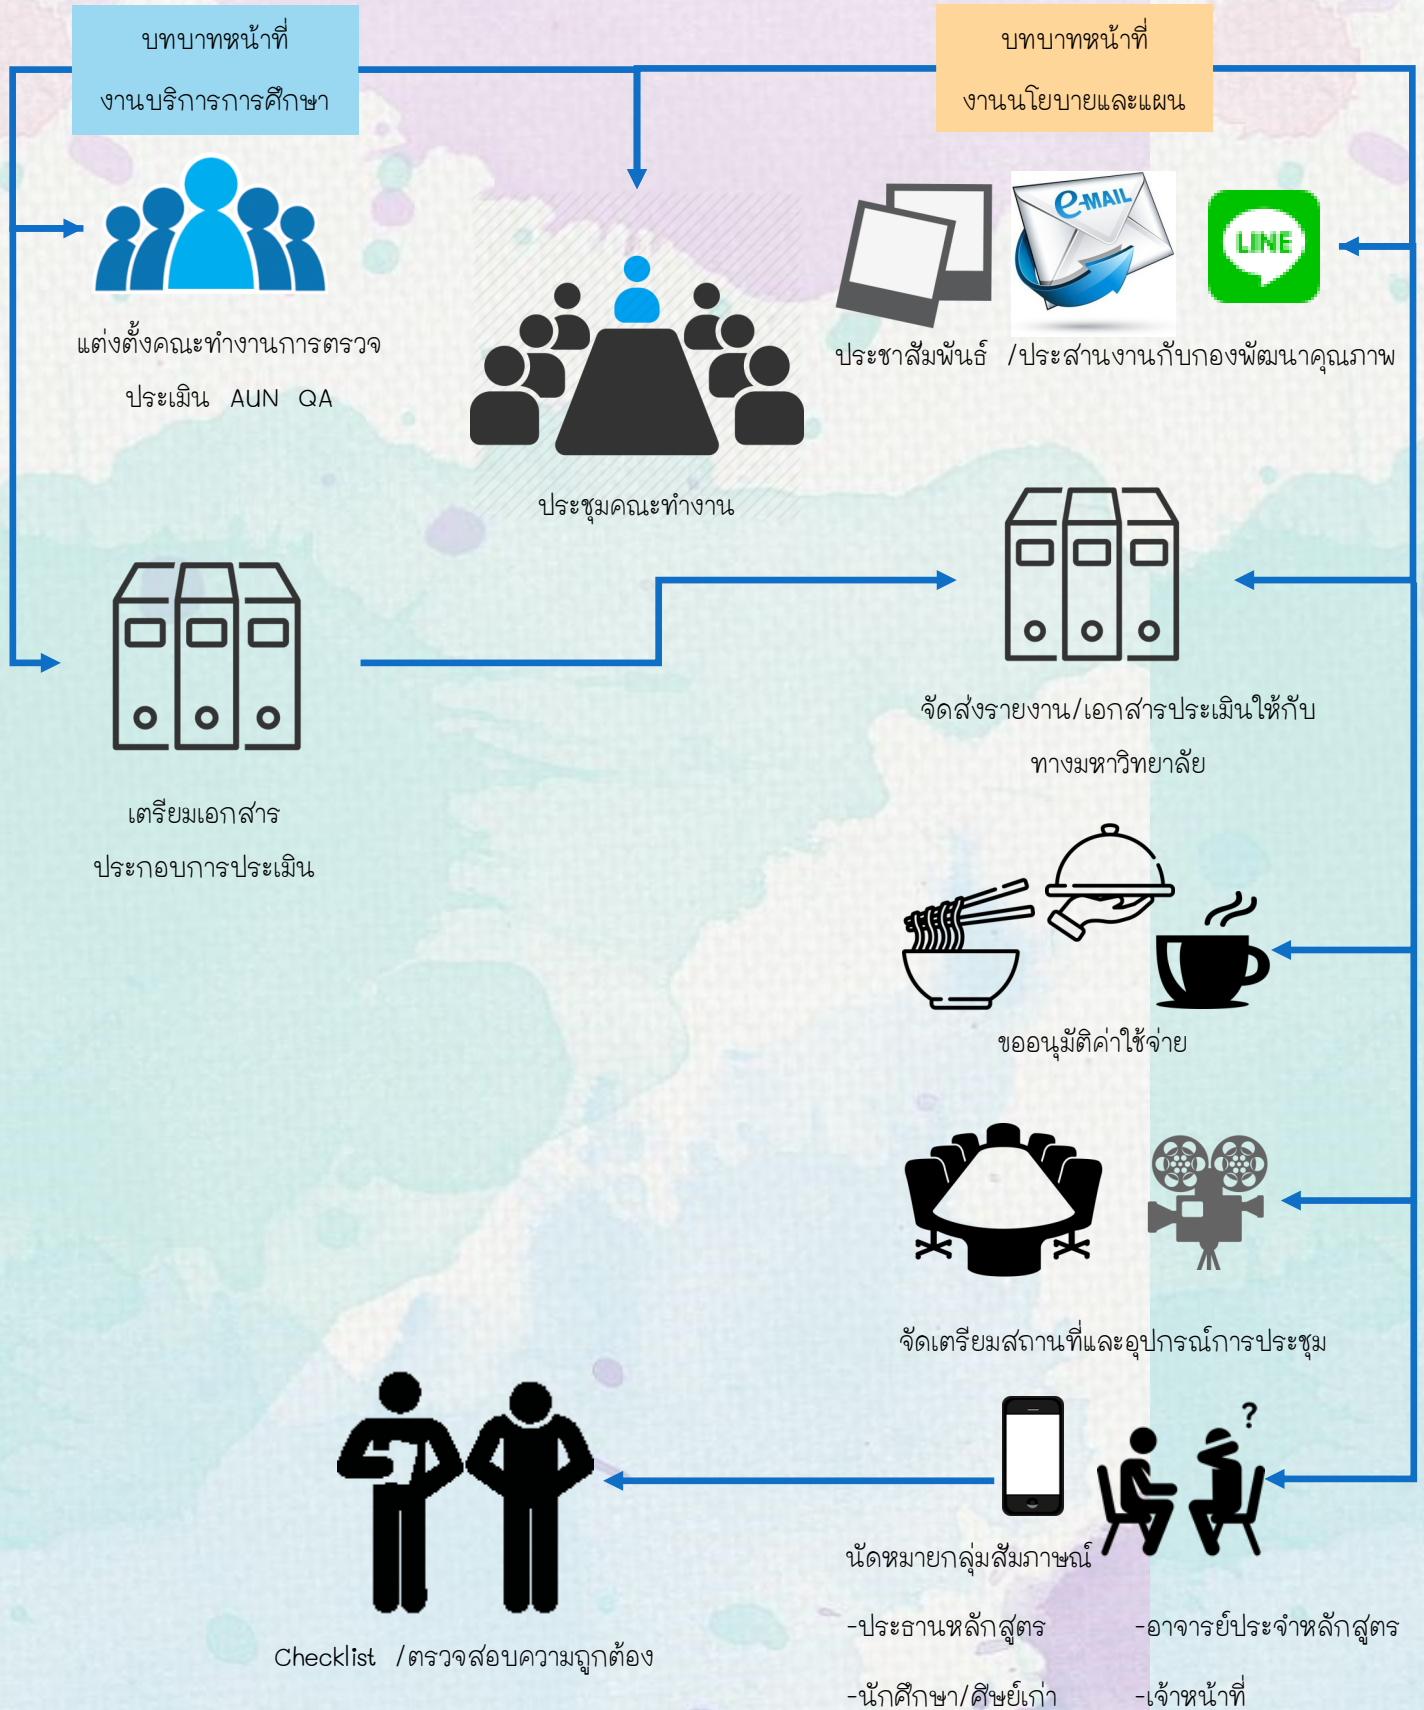 บทบาทหน้าที่
งานบริการการศึกษา
บทบาทหน้าที่
งานนโยบายและแผน
e-MAIL
LINE
แต่งตั้งคณะทำงานการตรวจ
ประเมิน AUN QA
ประชาสัมพันธ์ /ประสานงานกับกองพัฒนาคุณภาพ
ประชุมคณะทำงาน
จัดส่งรายงาน/เอกสารประเมินให้กับ
ทางมหาวิทยาลัย
เตรียมเอกสาร
ประกอบการประเมิน
ขออนุมัติค่าใช้จ่าย
จัดเตรียมสถานที่และอุปกรณ์การประชุม
?
นัดหมายกลุ่มสัมภาษณ์
-ประธานหลักสูตร -อาจารย์ประจำหลักสูตร
Checklist /ตรวจสอบความถูกต้อง
-นักศึกษา/ศิษย์เก่า -เจ้าหน้าที่